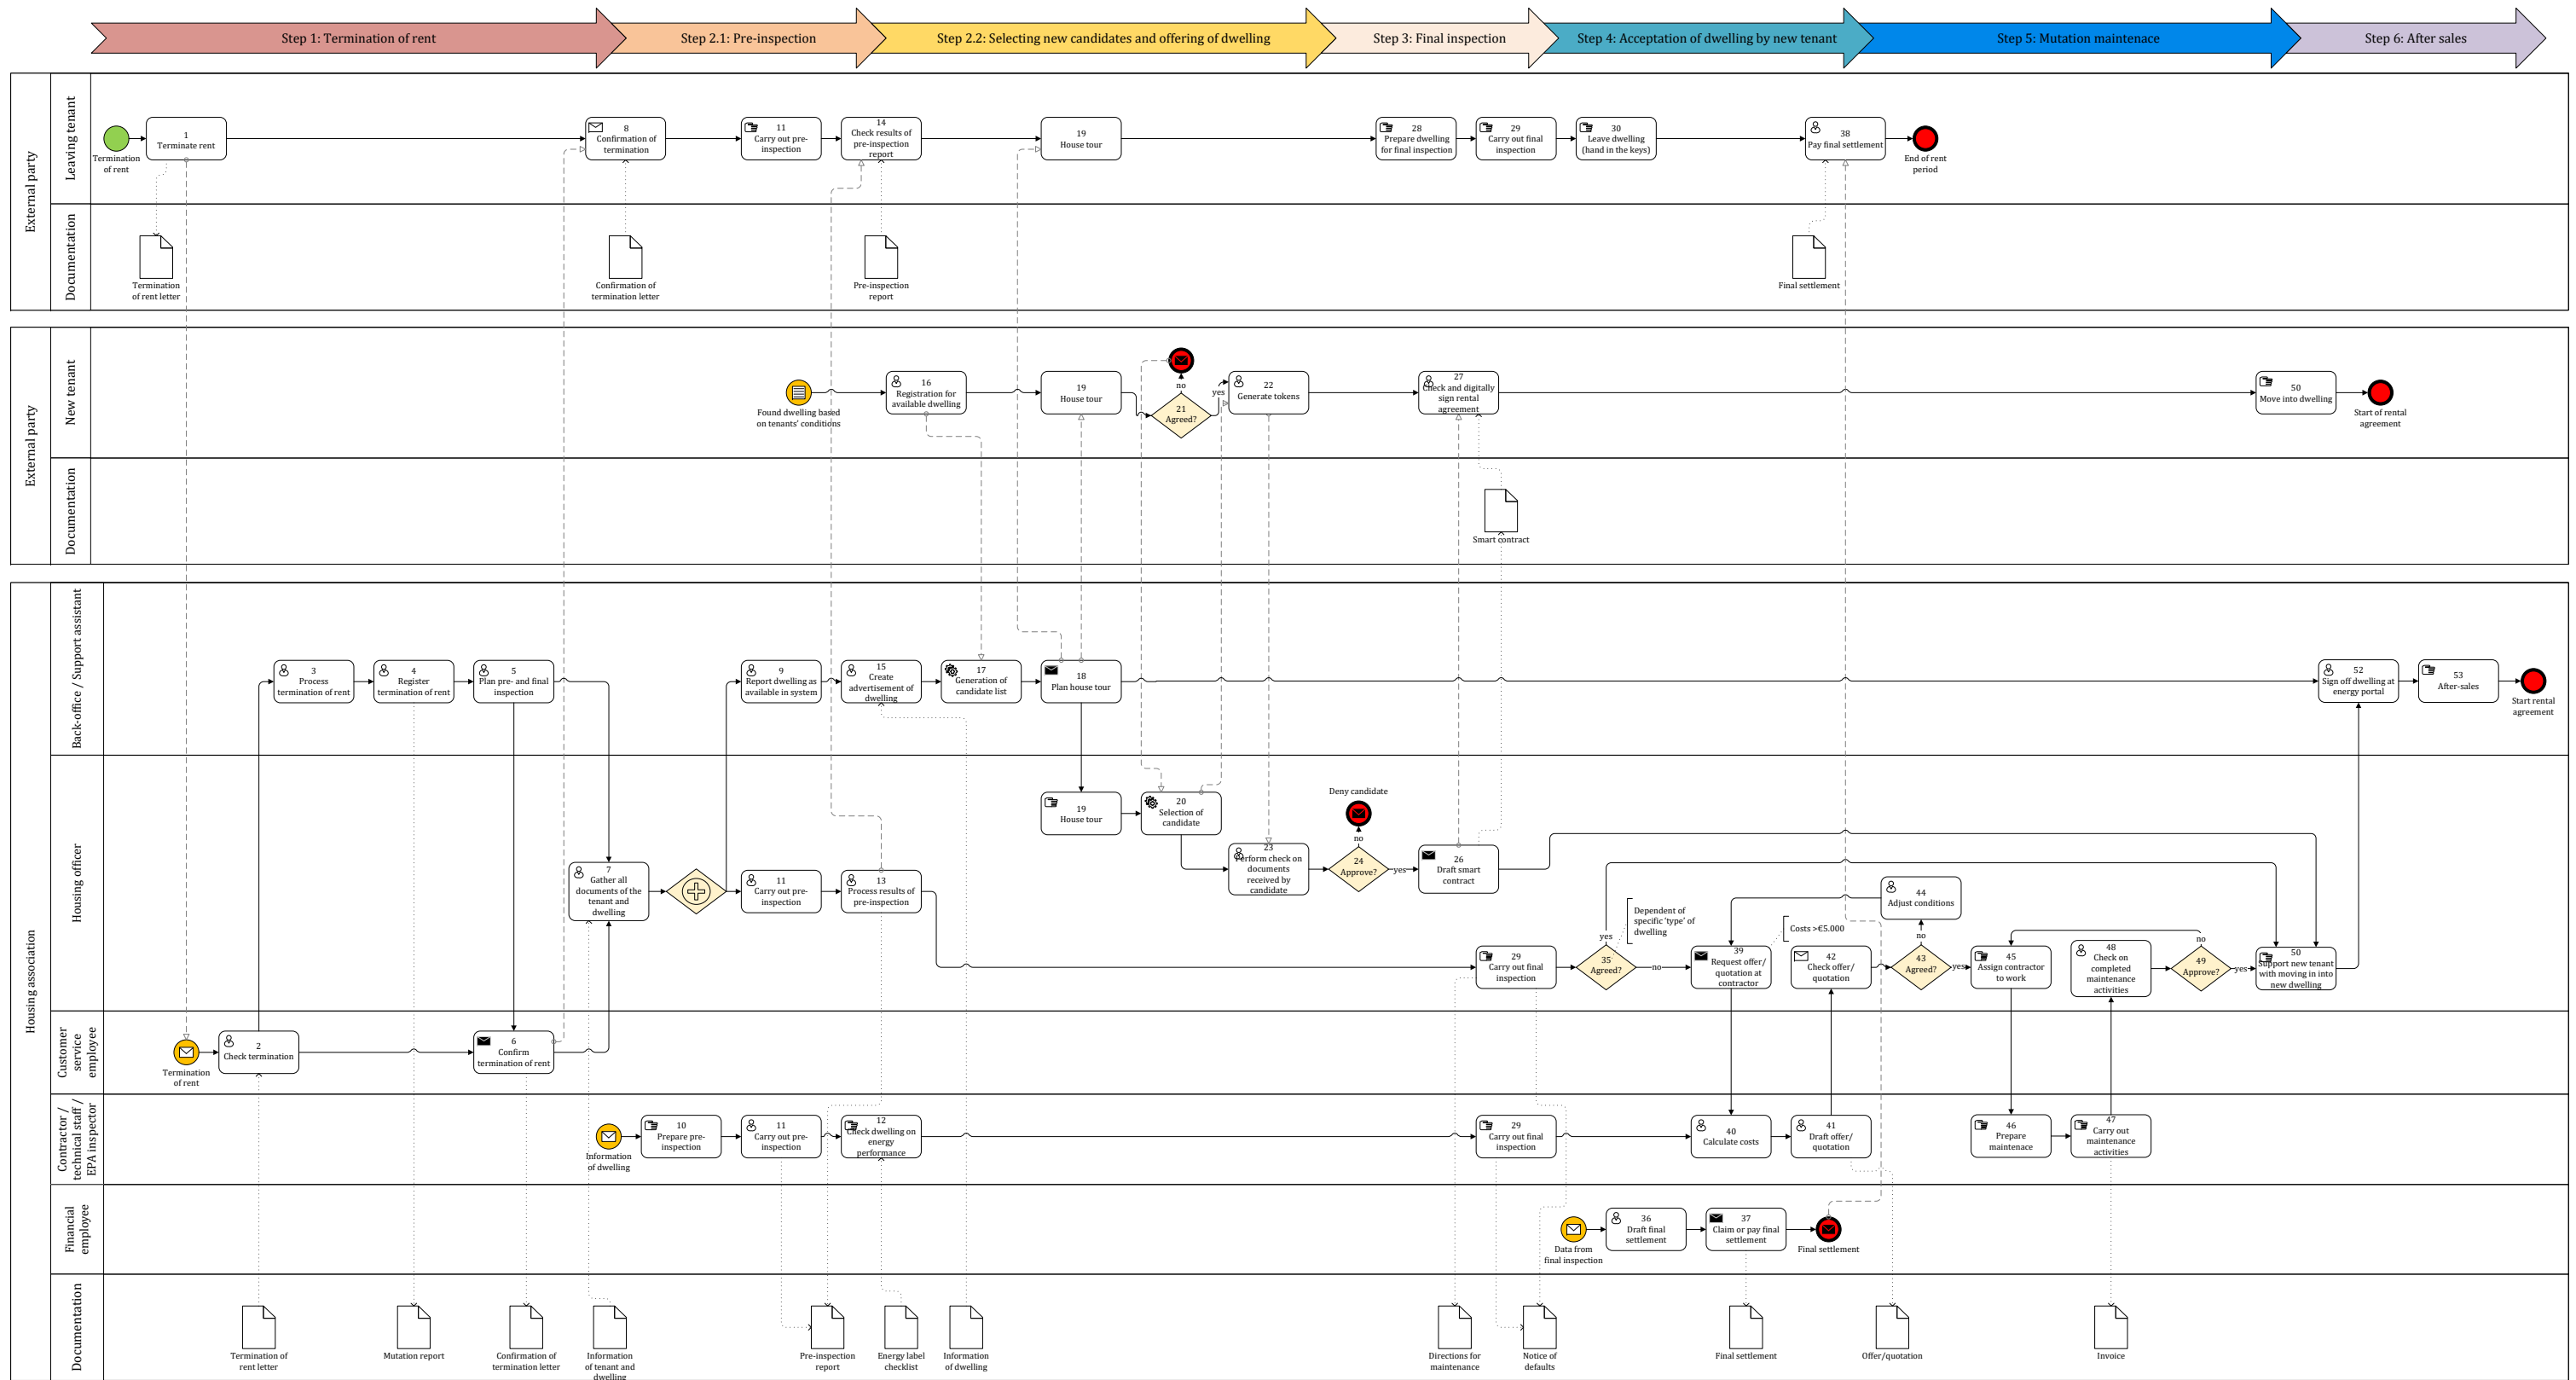 Step 1: Termination of rent
Step 2.1: Pre-inspection
Step 2.2: Selecting new candidates and offering of dwelling
Step 3: Final inspection
Step 4: Acceptation of dwelling by new tenant
Step 5: Mutation maintenace
Step 6: After sales
External party
Leaving tenant
Termination
of rent
1
Terminate rent
8
Confirmation of
termination
11
Carry out pre-
inspection
14
Check results of
pre-inspection
report
19
House tour
28
Prepare dwelling
for final inspection
29
Carry out final
inspection
30
Leave dwelling
(hand in the keys)
38
Pay final settlement
End of rent
period
Documentation
Termination
of rent letter
Confirmation of
termination letter
Pre-inspection
report
Final settlement
External party
New tenant
Found dwelling based
on tenants' conditions
16
Registration for
available dwelling
19
House tour
no
yes
21
Agreed?
22
Generate tokens
27
Check and digitally
sign rental
agreement
50
Move into dwelling
Start of rental
agreement
Documentation
Smart contract
Housing association
Back-office / Support assistant
3
Process
termination of rent
4
Register
termination of rent
5
Plan pre- and final
inspection
9
Report dwelling as
available in system
15
Create
advertisement of
dwelling
17
Generation of
candidate list
18
Plan house tour
52
Sign off dwelling at
energy portal
53
After-sales
Start rental
agreement
Housing officer
7
Gather all
documents of the
tenant and
dwelling
11
Carry out pre-
inspection
13
Process results of
pre-inspection
19
House tour
20
Selection of
candidate
23
Perform check on
documents
received by
candidate
Deny candidate
no
24
Approve?
yes
26
Draft smart
contract
29
Carry out final
inspection
yes
35
Agreed?
no
Dependent of
specific 'type' of
dwelling
39
Request offer/
quotation at
contractor
Costs >€5.000
42
Check offer/
quotation
44
Adjust conditions
no
43
Agreed?
yes
45
Assign contractor
to work
48
Check on
completed
maintenance
activities
no
49
Approve?
yes
50
Support new tenant
with moving in into
new dwelling
Customer
service
employee
Termination
of rent
2
Check termination
6
Confirm
termination of rent
Contractor /
technical staff /
EPA inspector
Information
of dwelling
10
Prepare pre-
inspection
11
Carry out pre-
inspection
12
Check dwelling on
energy
performance
29
Carry out final
inspection
40
Calculate costs
41
Draft offer/
quotation
46
Prepare
maintenace
47
Carry out
maintenance
activities
Financial
employee
Data from
final inspection
36
Draft final
settlement
37
Claim or pay final
settlement
Final settlement
Documentation
Termination of
rent letter
Mutation report
Confirmation of
termination letter
Information
of tenant and
dwelling
Pre-inspection
report
Energy label
checklist
Information
of dwelling
Directions for
maintenance
Notice of
defaults
Final settlement
Offer/quotation
Invoice